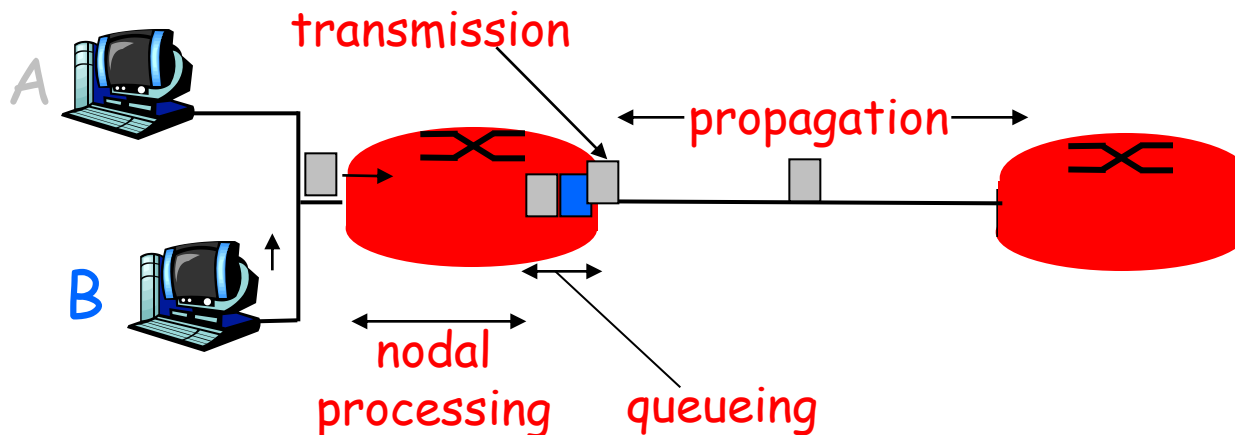 transmission
A
propagation
B
nodal
processing
queueing